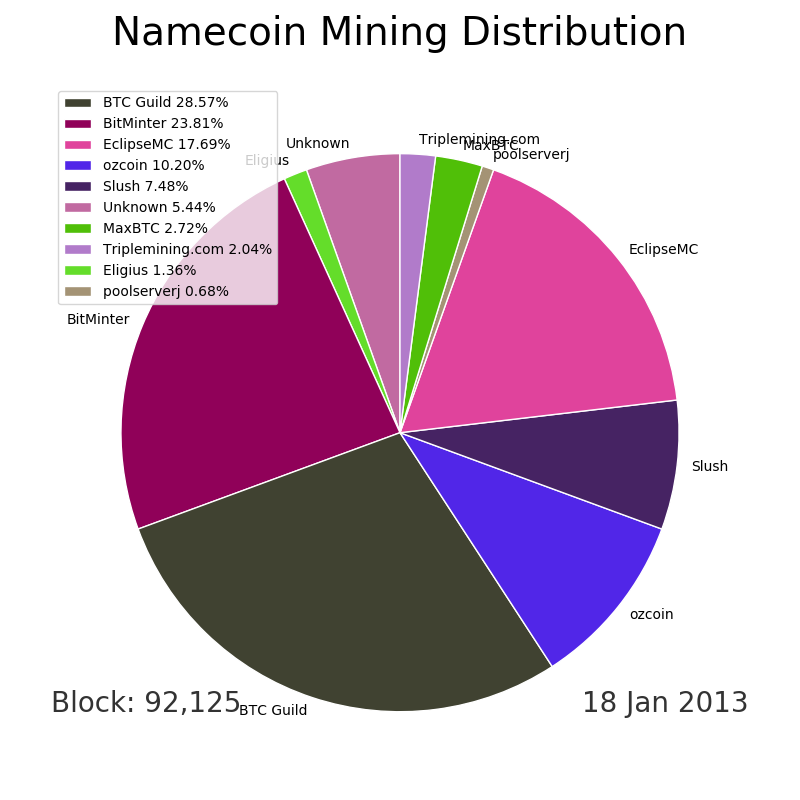 Namecoin Mining Distribution
BTC Guild 28.57%
BitMinter 23.81%
EclipseMC 17.69%
ozcoin 10.20%
Slush 7.48%
Unknown 5.44%
MaxBTC 2.72%
Triplemining.com 2.04%
Eligius 1.36%
poolserverj 0.68%
Triplemining.com
MaxBTC
poolserverj
Unknown
Eligius
EclipseMC
BitMinter
Slush
ozcoin
BTC Guild
Block: 92,125
18 Jan 2013